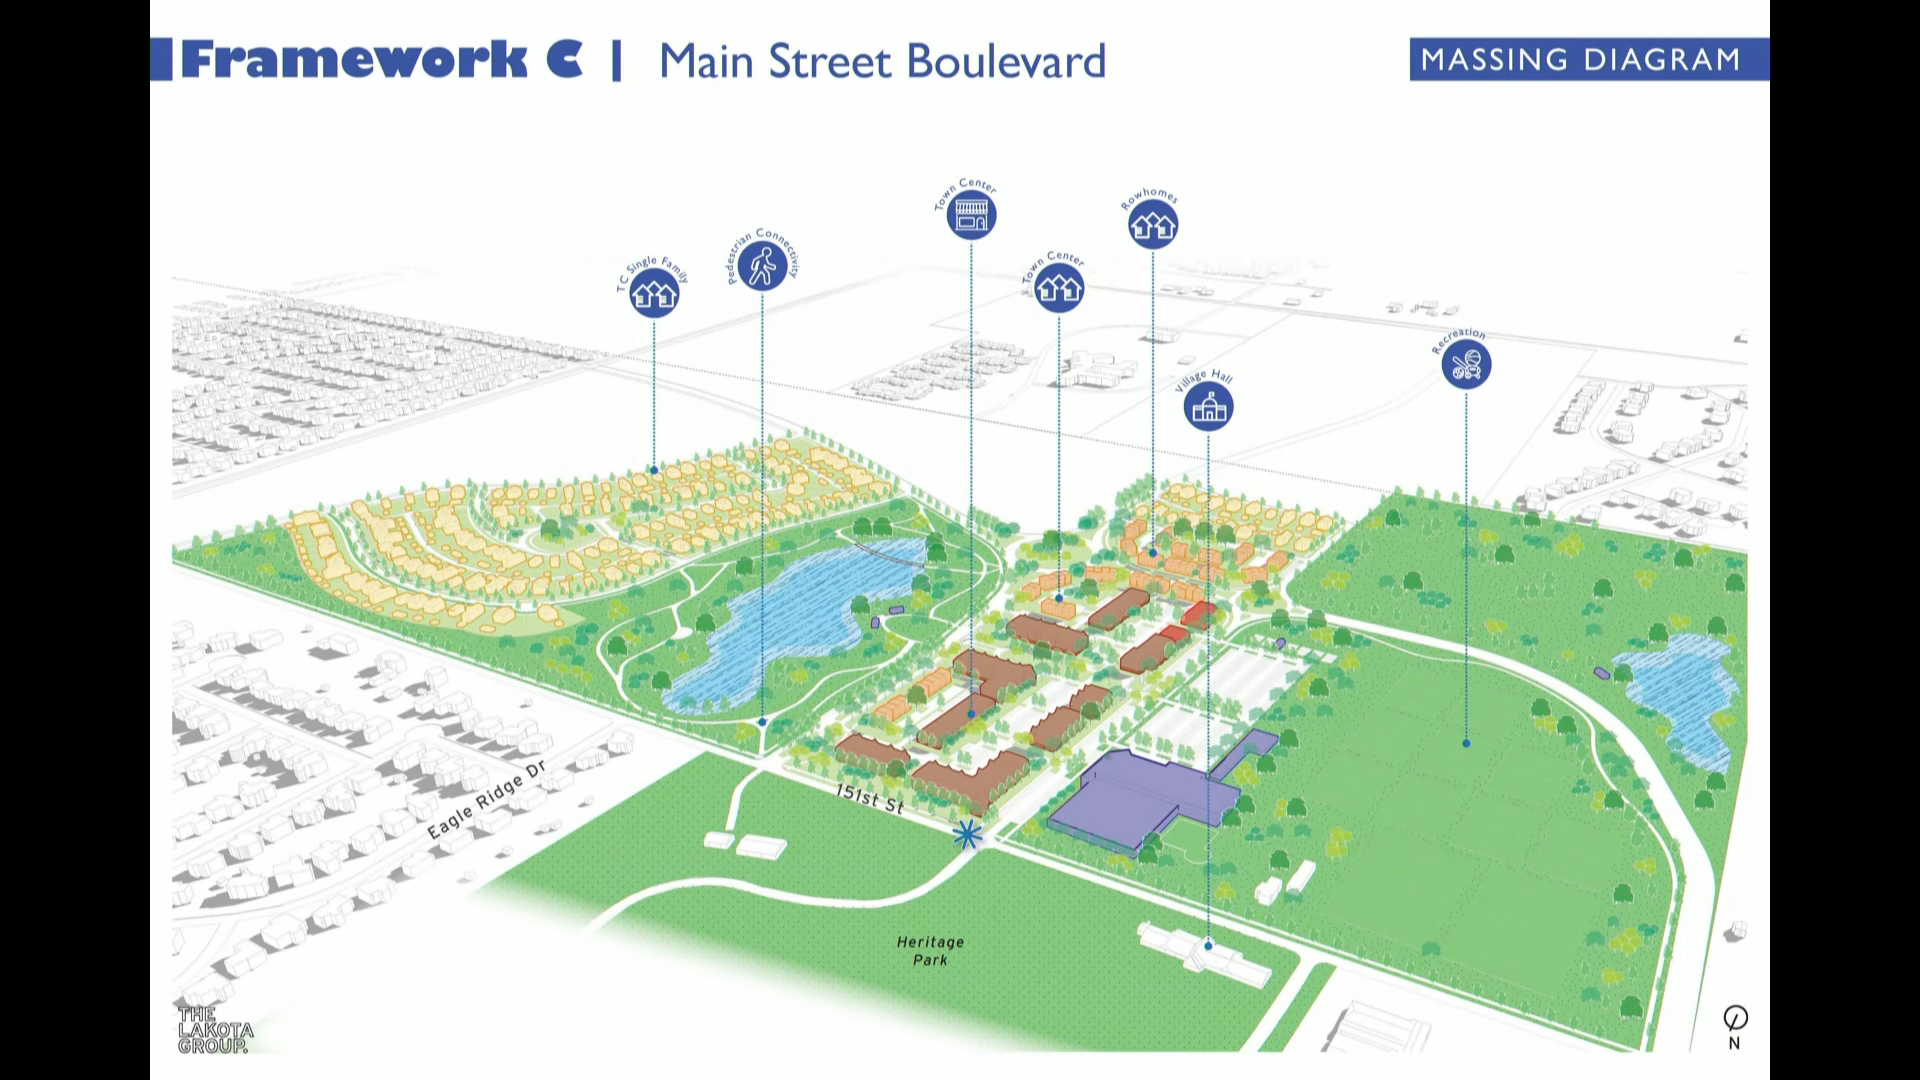 Framework C | Main Street Boulevard
MASSING DIAGRAM
Town Center
Rowhomes
Pedestrian Connectivity
TC Single Family
Town Center
Recreation
Village Hall
Eagle Ridge Dr
151st St
Heritage
Park
THE
LAKOTA
GROUP.
N